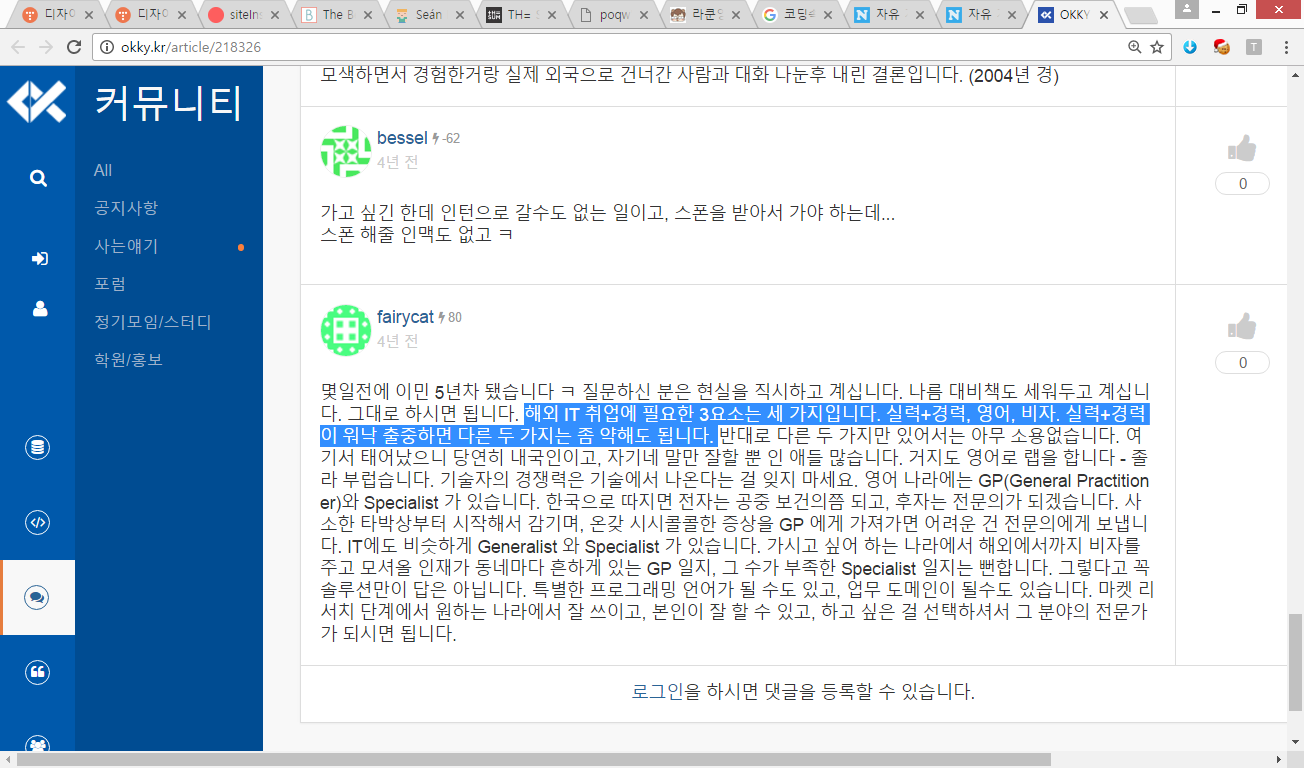 디자이
디자이
siteIns
The B
Seán
TH=
poqw
라쿤잉
코딩속
자유
자유
OKKY
okky.kr/article/218326
커뮤니티
All
공지사항
사는얘기
포럼
정기모임/스터디
학원/홍보
모색하면서 경험한거랑 실제 외국으로 건너간 사람과 대화 나눈후 내린 결론입니다. (2004년 경)
bessel -62
4년 전
0
가고 싶긴 한데 인턴으로 갈수도 없는 일이고, 스폰을 받아서 가야 하는데...
스폰 해줄 인맥도 없고 ㅋ
fairycat 80
4년 전
0
몇일전에 이민 5년차 됐습니다 ㅋ 질문하신 분은 현실을 직시하고 계십니다. 나름 대비책도 세워두고 계십니
다. 그대로 하시면 됩니다. 해외 IT 취업에 필요한 3요소는 세 가지입니다. 실력+경력, 영어, 비자. 실력+경력
이 워낙 출중하면 다른 두 가지는 좀 약해도 됩니다. 반대로 다른 두 가지만 있어서는 아무 소용없습니다. 여
기서 태어났으니 당연히 내국인이고, 자기네 말만 잘할 뿐 인 애들 많습니다. 거지도 영어로 랩을 합니다 - 졸
라 부럽습니다. 기술자의 경쟁력은 기술에서 나온다는 걸 잊지 마세요. 영어 나라에는 GP(General Practition
er)와 Specialist 가 있습니다. 한국으로 따지면 전자는 공중 보건의쯤 되고, 후자는 전문의가 되겠습니다. 사
소한 타박상부터 시작해서 감기며, 온갖 시시콜콜한 증상을 GP 에게 가져가면 어려운 건 전문의에게 보냅니
다. IT에도 비슷하게 Generalist 와 Specialist 가 있습니다. 가시고 싶어 하는 나라에서 해외에서까지 비자를
주고 모셔올 인재가 동네마다 흔하게 있는 GP 일지, 그 수가 부족한 Specialist 일지는 뻔합니다. 그렇다고 꼭
솔루션만이 답은 아닙니다. 특별한 프로그래밍 언어가 될 수도 있고, 업무 도메인이 될수도 있습니다. 마켓 리
서치 단계에서 원하는 나라에서 잘 쓰이고, 본인이 잘 할 수 있고, 하고 싶은 걸 선택하셔서 그 분야의 전문가
가 되시면 됩니다.
로그인을 하시면 댓글을 등록할 수 있습니다.